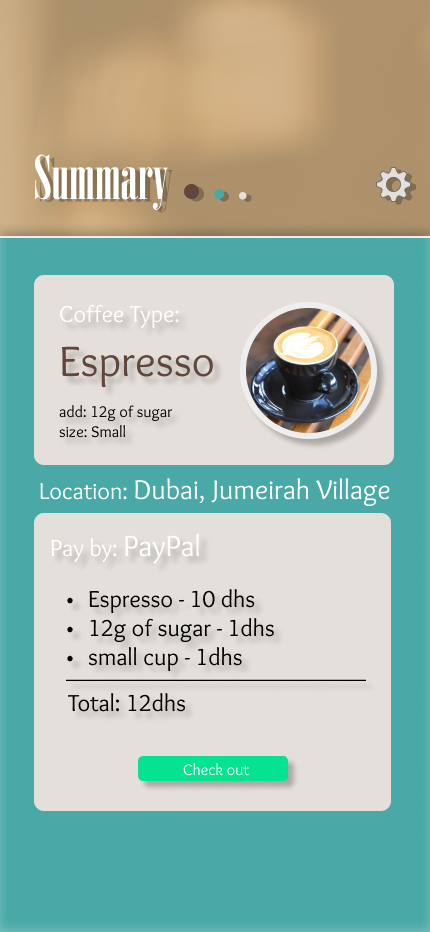 Summary
Coffee Type:
Espresso
add: 12g of sugar
size: Small
Location: Dubai, Jumeirah Village
Pay by: PayPal
• Espresso - 10 dhs
• 12g of sugar - 1dhs
• small cup - 1dhs
Total: 12dhs
Check out